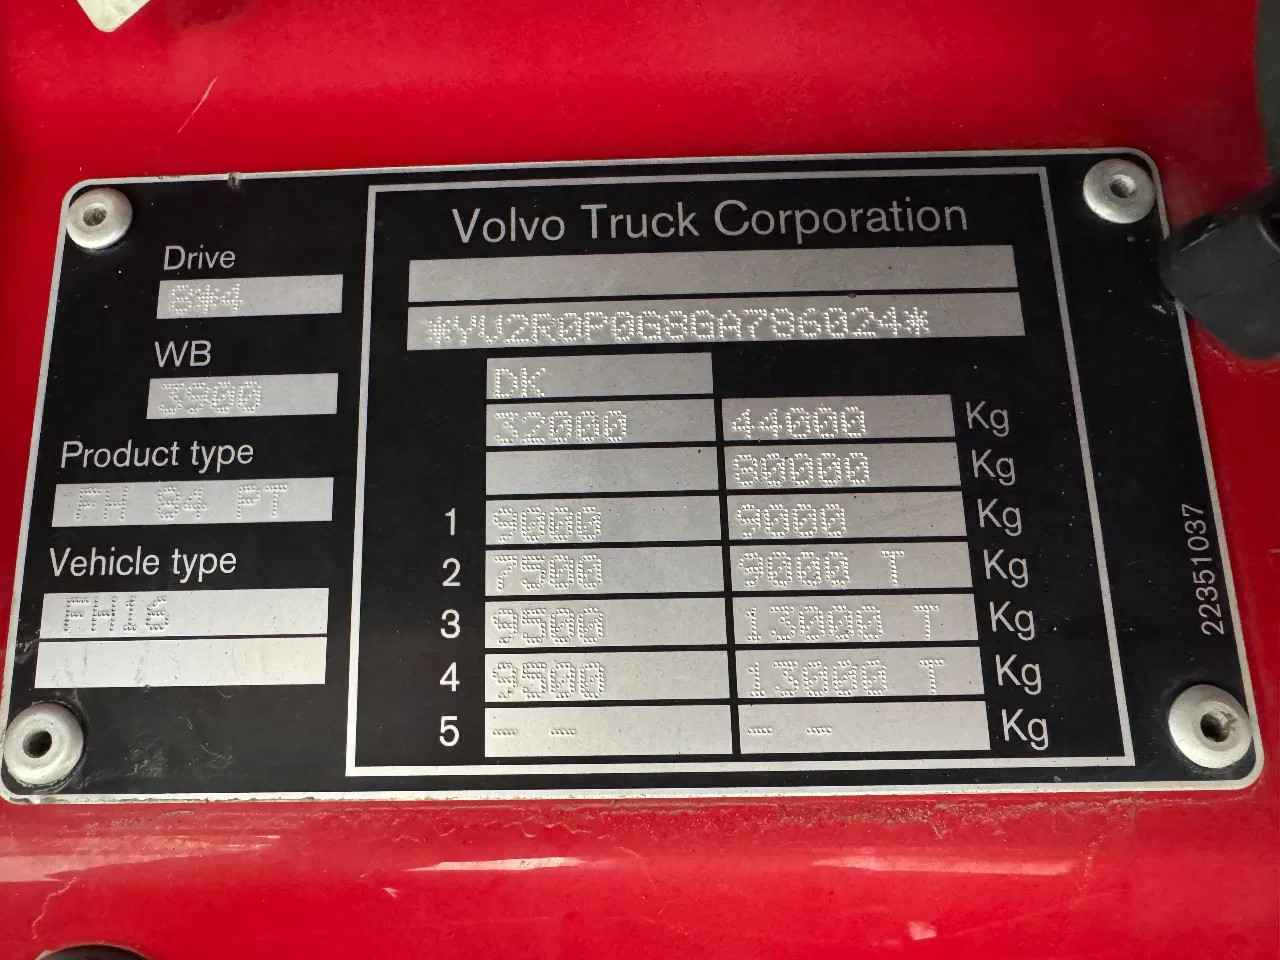 Volvo Truck Corporation
Drive
8*4
*YV2R0P0G8GA786024*
WB
3900
DK
32000 44000 Kg
80000 Kg
Product type
FH 84 PT
1 9000 9000 Kg
Vehicle type
2 7500 9000 T Kg
FH16
3 9500 13000 T Kg
4 9500 13000 T Kg
5 -- -- Kg
22351037